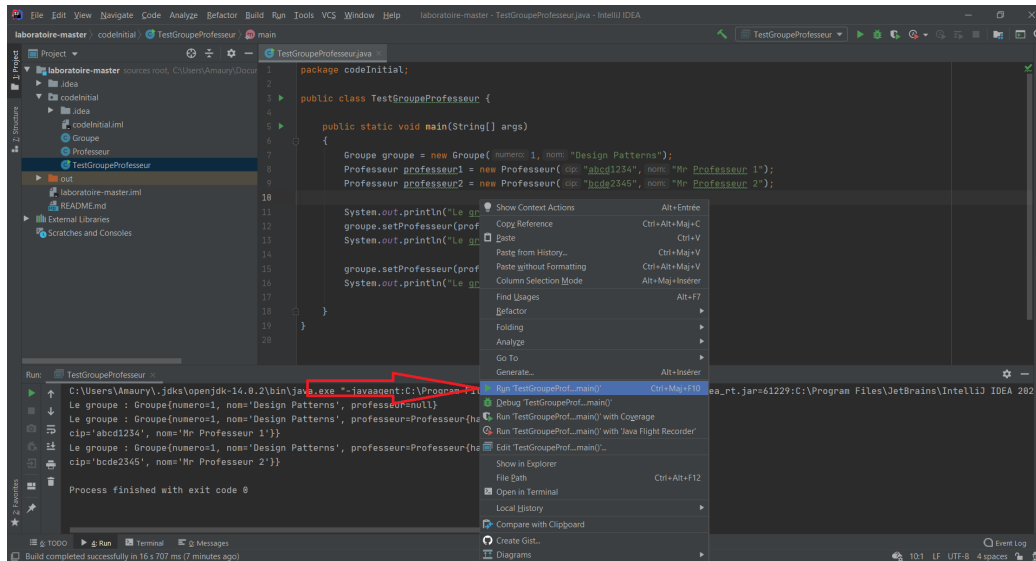 File Edit View Navigate Code Analyze Refactor Build Run Tools VCS Window Help laboratoire-master - TestGroupeProfesseur.java - IntelliJ IDEA
laboratoire-master codeInitial TestGroupeProfesseur main TestGroupeProfesseur
1: Project
Project
TestGroupeProfesseur.java
laboratoire-master sources root, C:\Users\Amaury\Docur
.idea
codeInitial
.idea
codeInitial.iml
Groupe
Professeur
TestGroupeProfesseur
out
laboratoire-master.iml
README.md
External Libraries
Scratches and Consoles
Z: Structure
2: Favorites
1 package codeInitial;
2
3 public class TestGroupeProfesseur {
4
5 public static void main(String[] args)
6 {
7 Groupe groupe = new Groupe( numero: 1, nom: "Design Patterns");
8 Professeur professeur1 = new Professeur( cip: "abcd1234", nom: "Mr Professeur 1");
9 Professeur professeur2 = new Professeur( cip: "bcde2345", nom: "Mr Professeur 2");
10
11 System.out.println("Le gr
12 groupe.setProfesseur(prof
13 System.out.println("Le gr
14
15 groupe.setProfesseur(prof
16 System.out.println("Le gr
17
18 }
19 }
20
Show Context Actions Alt+Entrée
Copy Reference Ctrl+Alt+Maj+C
Paste Ctrl+V
Paste from History... Ctrl+Maj+V
Paste without Formatting Ctrl+Alt+Maj+V
Column Selection Mode Alt+Maj+Insérer
Find Usages Alt+F7
Refactor
Folding
Analyze
Go To
Generate... Alt+Insérer
Run 'TestGroupeProf...main()' Ctrl+Maj+F10
Debug 'TestGroupeProf...main()'
Run 'TestGroupeProf...main()' with Coverage
Run 'TestGroupeProf...main()' with 'Java Flight Recorder'
Edit 'TestGroupeProf...main()'...
Show in Explorer
File Path Ctrl+Alt+F12
Open in Terminal
Local History
Compare with Clipboard
Create Gist...
Diagrams
Run: TestGroupeProfesseur
C:\Users\Amaury\.jdks\openjdk-14.0.2\bin\java.exe "-javaagent:C:\Program Fi ea_rt.jar=61229:C:\Program Files\JetBrains\IntelliJ IDEA 202
Le groupe : Groupe{numero=1, nom='Design Patterns', professeur=null}
Le groupe : Groupe{numero=1, nom='Design Patterns', professeur=Professeur{ha
cip='abcd1234', nom='Mr Professeur 1'}}
Le groupe : Groupe{numero=1, nom='Design Patterns', professeur=Professeur{ha
cip='bcde2345', nom='Mr Professeur 2'}}
Process finished with exit code 0
6: TODO 4: Run Terminal 0: Messages Event Log
Build completed successfully in 16 s 707 ms (7 minutes ago) 10:1 LF UTF-8 4 spaces